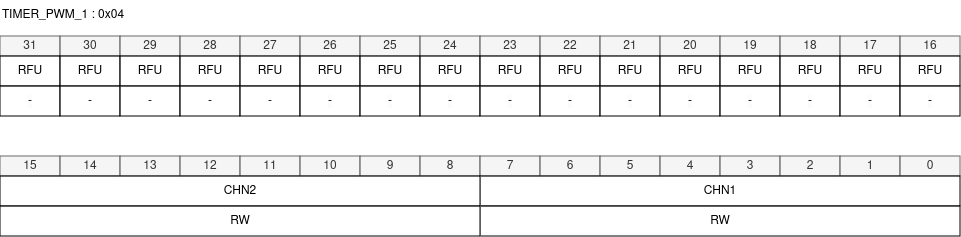 TIMER_PWM_1 : 0x04
31 30 29 28 27 26 25 24 23 22 21 20 19 18 17 16
RFU RFU RFU RFU RFU RFU RFU RFU RFU RFU RFU RFU RFU RFU RFU RFU
- - - - - - - - - - - - - - - -
15 14 13 12 11 10 9 8 7 6 5 4 3 2 1 0
CHN2 CHN1
RW RW